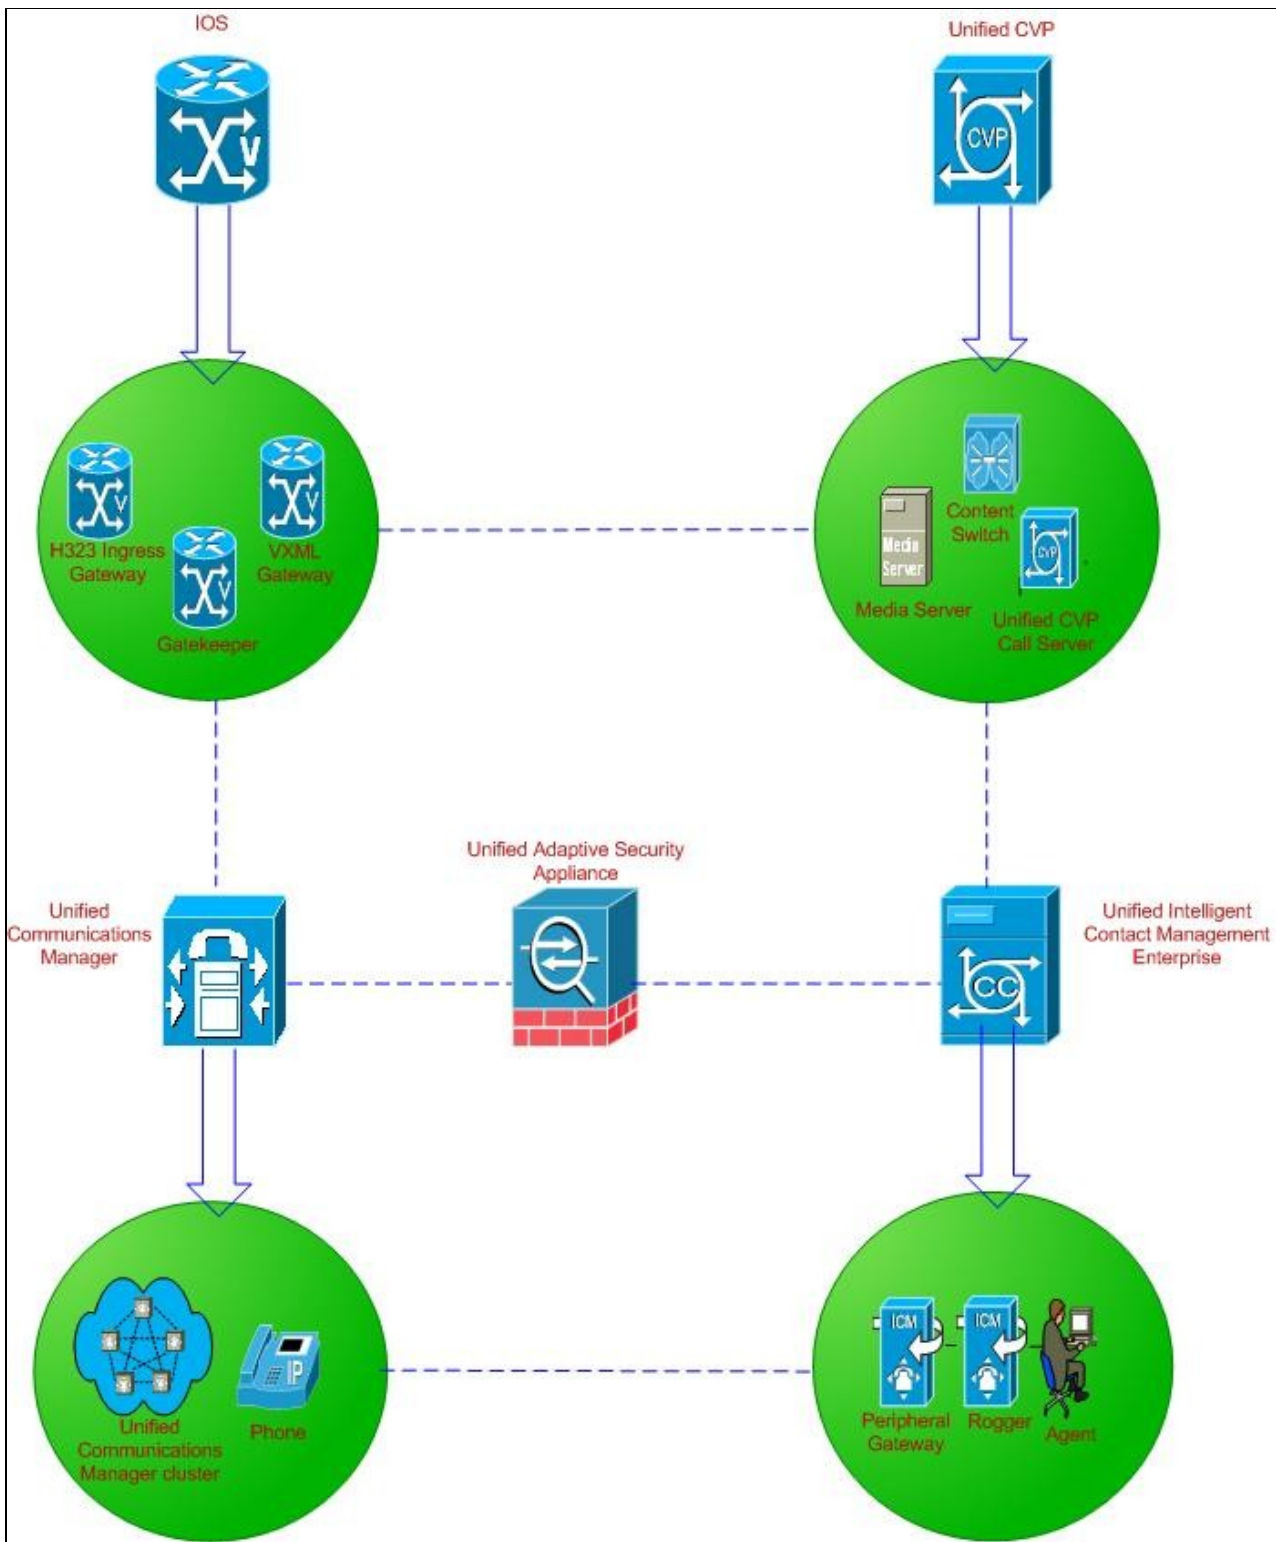 IOS
Unified CVP
V
CVP
V
V
H323 Ingress
Gateway
VXML
Gateway
V
Gatekeeper
Content
Switch
Media
Server
Media Server
CVP
Unified CVP
Call Server
Unified Adaptive Security
Appliance
Unified
Communications
Manager
Unified Intelligent
Contact Management
Enterprise
CC
IP
Unified
Communications
Manager cluster
Phone
ICM
ICM
Peripheral
Gateway
Rogger
Agent